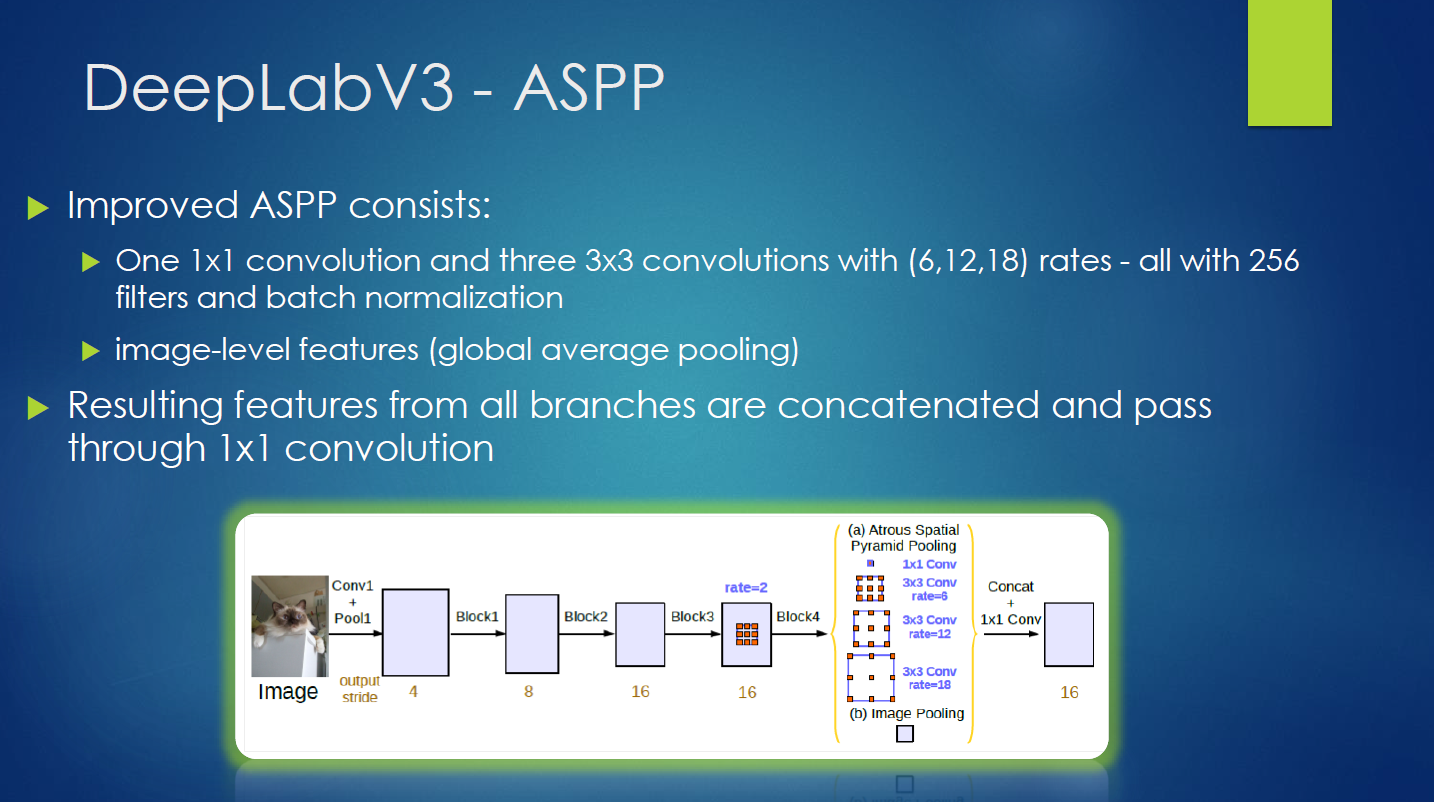 DeepLabV3 - ASPP
Improved ASPP consists:
One 1x1 convolution and three 3x3 convolutions with (6,12,18) rates - all with 256
filters and batch normalization
image-level features (global average pooling)
Resulting features from all branches are concatenated and pass
through 1x1 convolution
Image
Conv1
+
Pool1
output
stride
4
Block1
8
Block2
16
Block3
rate=2
16
Block4
(a) Atrous Spatial
Pyramid Pooling
1x1 Conv
3x3 Conv
rate=6
3x3 Conv
rate=12
3x3 Conv
rate=18
(b) Image Pooling
Concat
+
1x1 Conv
16